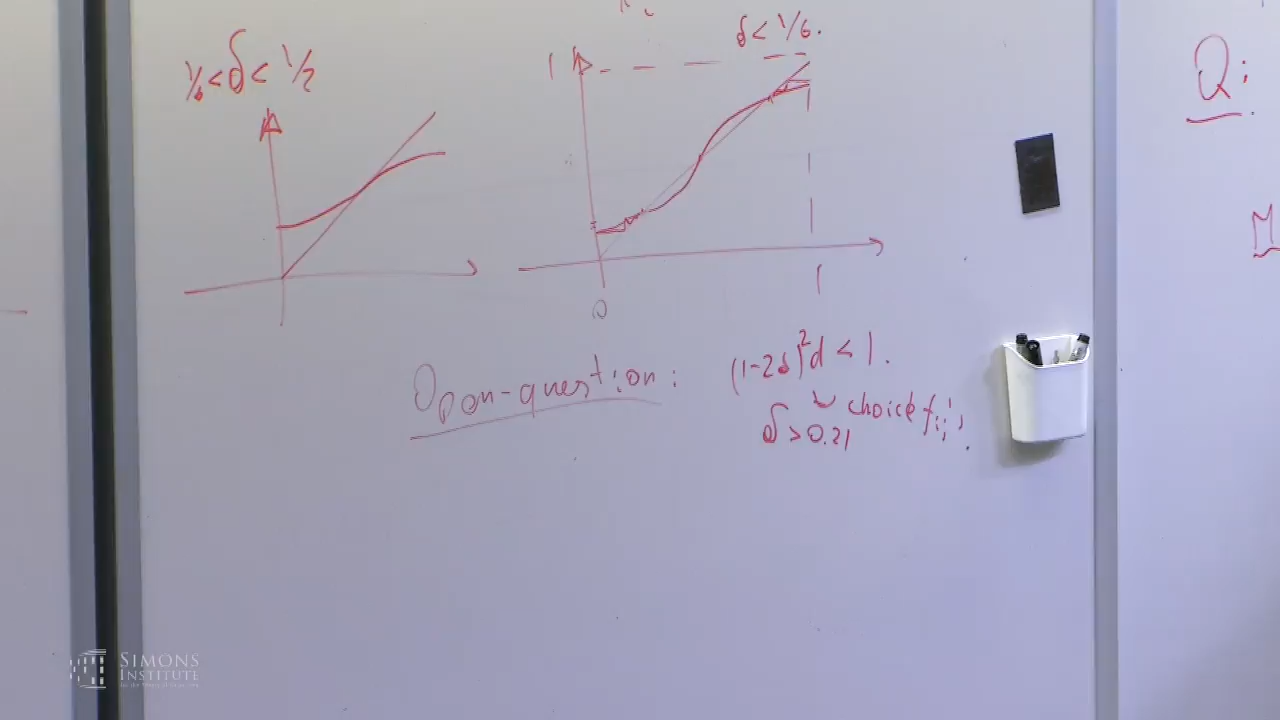 1/6 < δ < 1/2
δ < 1/6.
1
0
1
Open-question: (1-2δ)²d < 1.
choice f
δ > 0.21
Q:
M
SIMONS
INSTITUTE